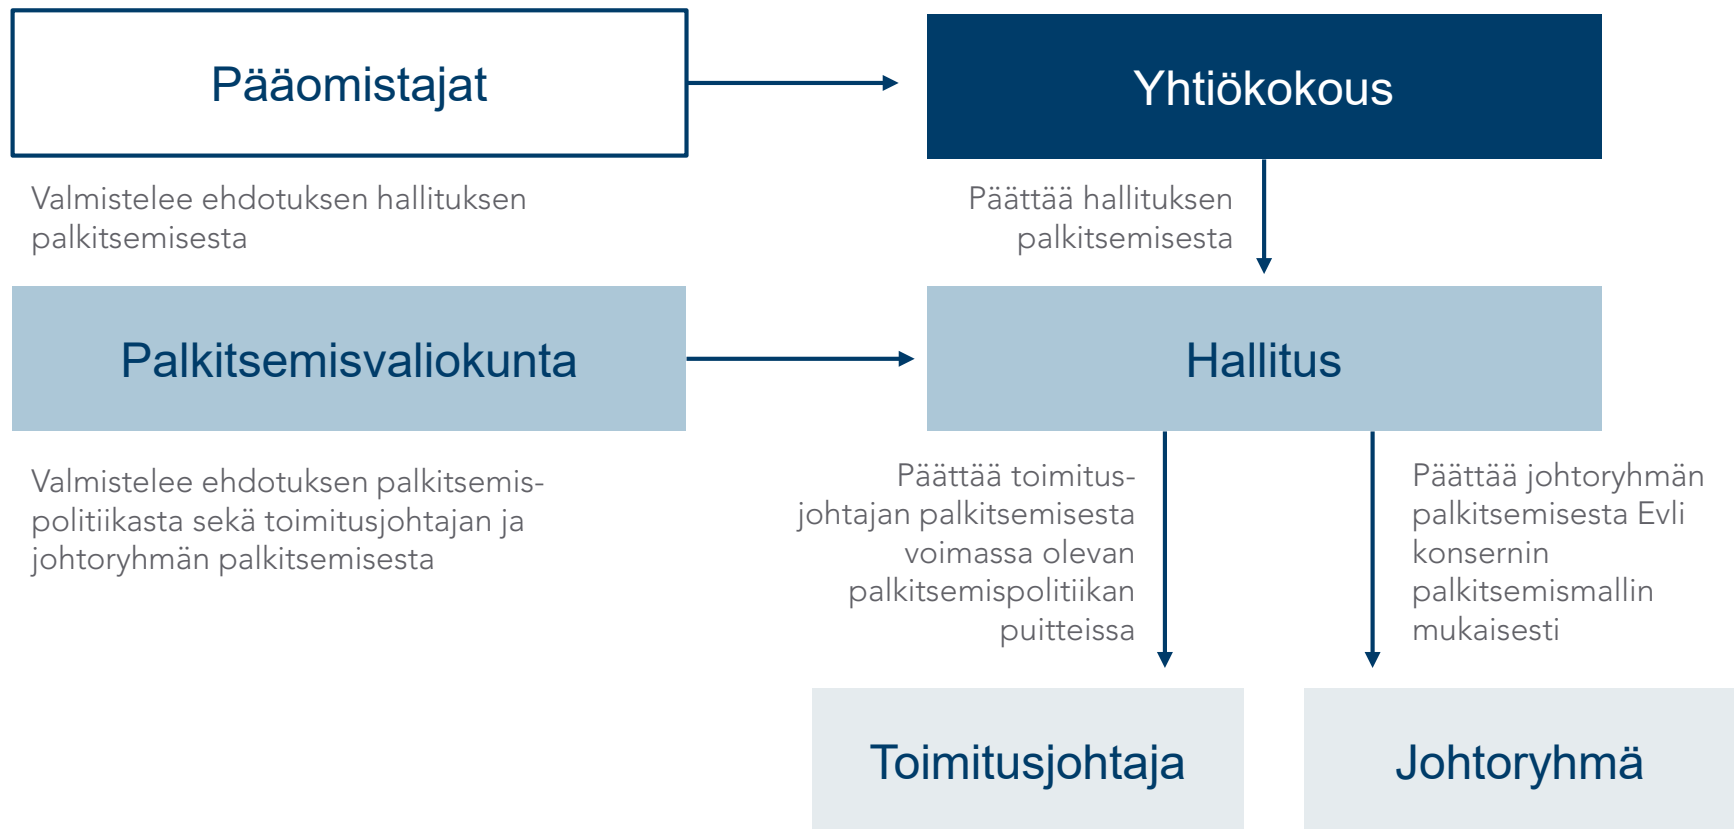 Pääomistajat
Yhtiökokous
Valmistelee ehdotuksen hallituksen
palkitsemisesta
Päättää hallituksen
palkitsemisesta
Palkitsemisvaliokunta
Hallitus
Valmistelee ehdotuksen palkitsemis-
politiikasta sekä toimitusjohtajan ja
johtoryhmän palkitsemisesta
Päättää toimitus-
johtajan palkitsemisesta
voimassa olevan
palkitsemispolitiikan
puitteissa
Päättää johtoryhmän
palkitsemisesta Evli
konsernin
palkitsemismallin
mukaisesti
Toimitusjohtaja
Johtoryhmä